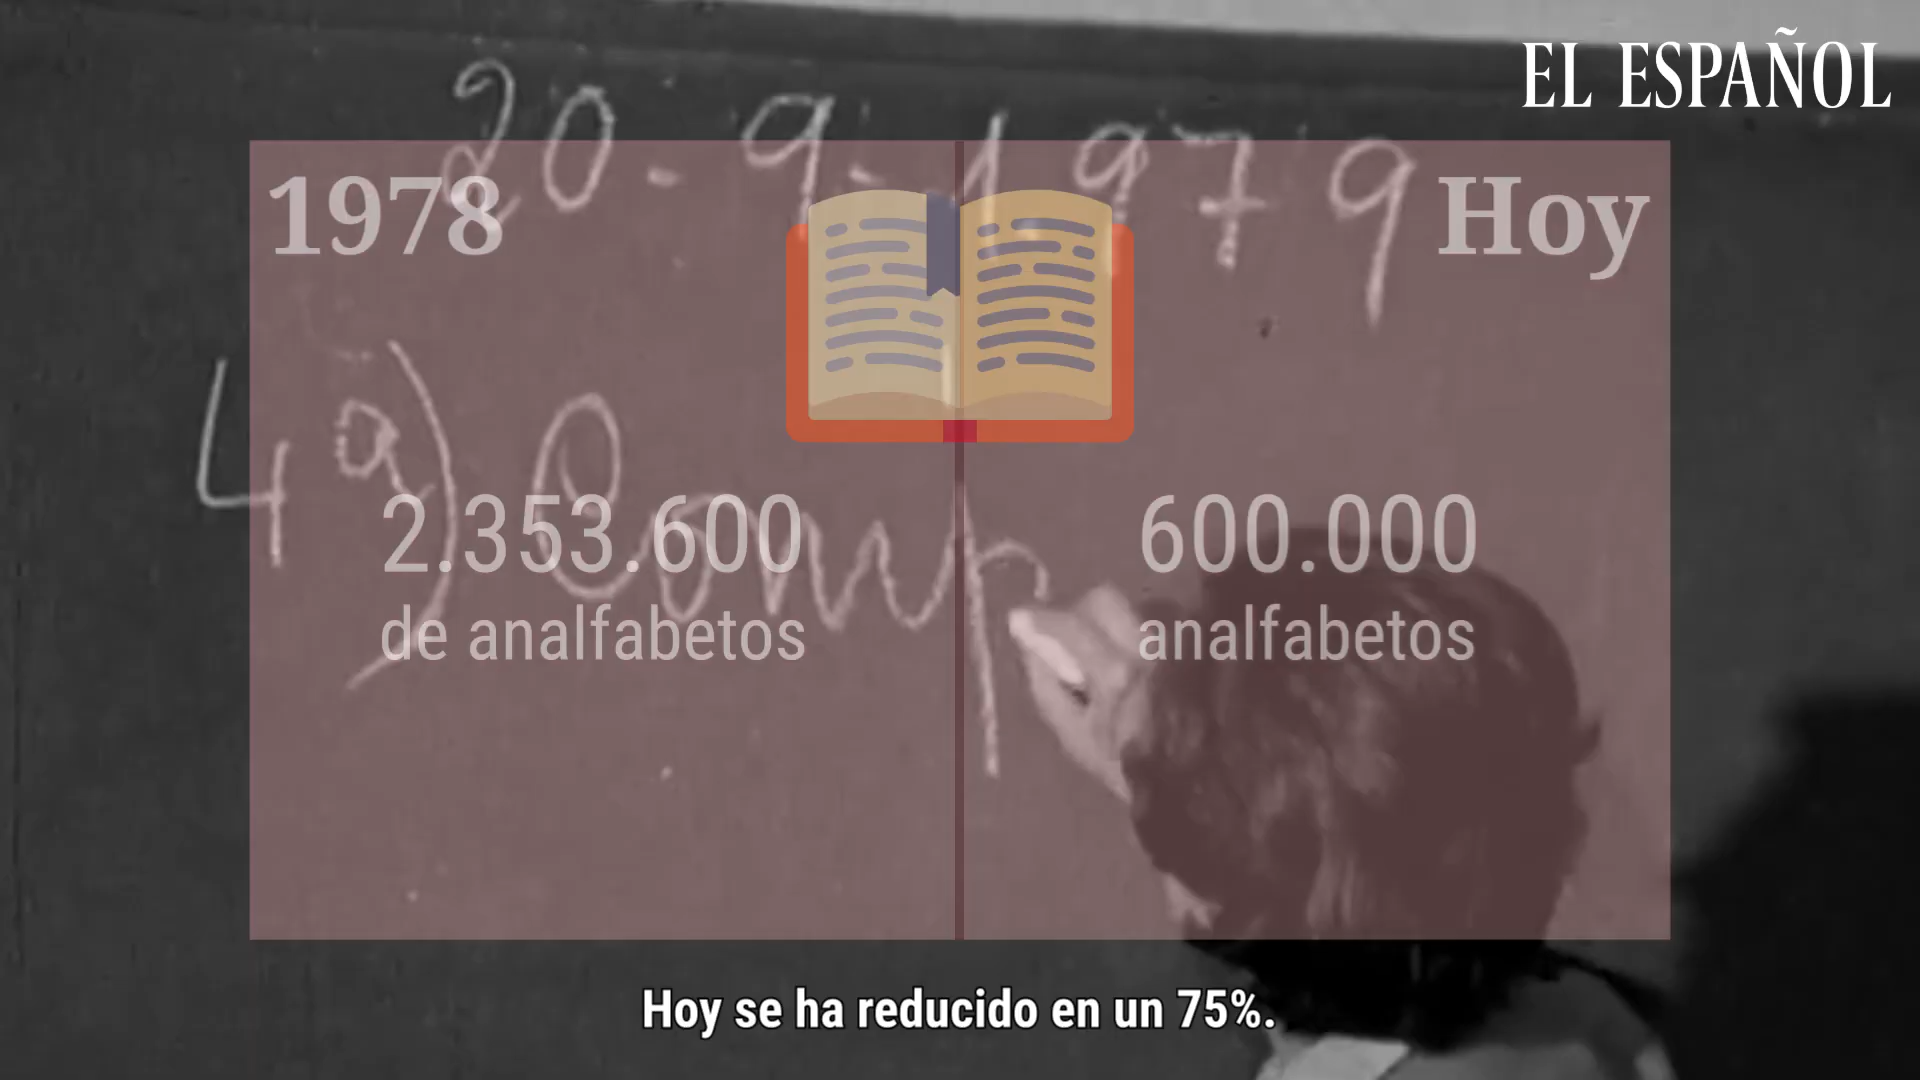 EL ESPAÑOL
20-9-1979
1978
Hoy
4ª) Comp
2.353.600
de analfabetos
600.000
analfabetos
Hoy se ha reducido en un 75%.